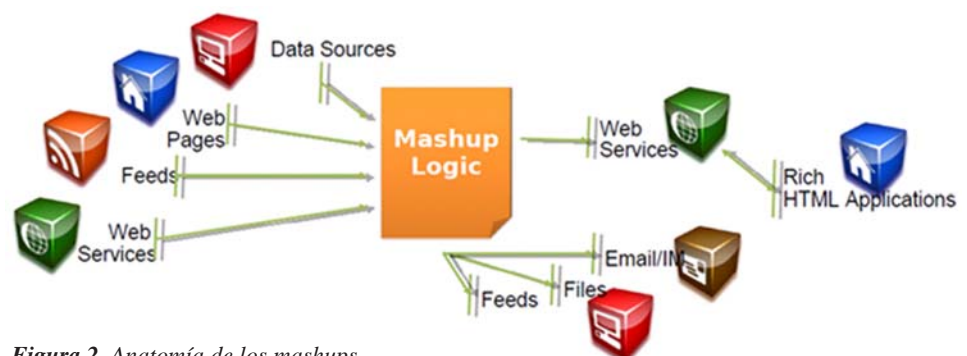 Data Sources
Web
Pages
Feeds
Web
Services
Mashup
Logic
Web
Services
Rich
HTML Applications
Email/IM
Files
Feeds
Figura 2. Anatomía de los mashups